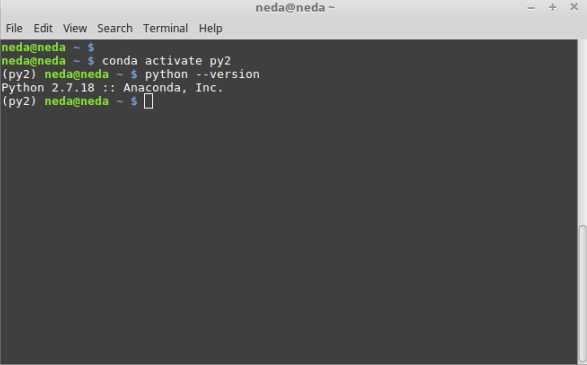 neda@neda ~
File Edit View Search Terminal Help
neda@neda ~ $
neda@neda ~ $ conda activate py2
(py2) neda@neda ~ $ python --version
Python 2.7.18 :: Anaconda, Inc.
(py2) neda@neda ~ $